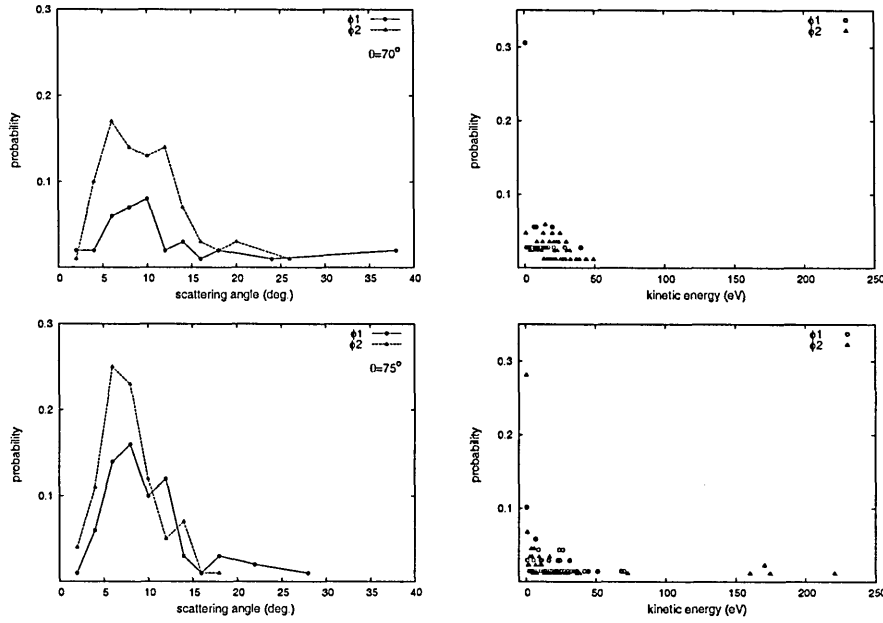 0.3
0.2
0.1
probability
0 5 10 15 20 25 30 35 40
scattering angle (deg.)
ϕ1
ϕ2
θ=70°
0.3
0.2
0.1
probability
0 50 100 150 200 250
kinetic energy (eV)
ϕ1
ϕ2
0.3
0.2
0.1
probability
0 5 10 15 20 25 30 35 40
scattering angle (deg.)
ϕ1
ϕ2
θ=75°
0.3
0.2
0.1
probability
0 50 100 150 200 250
kinetic energy (eV)
ϕ1
ϕ2